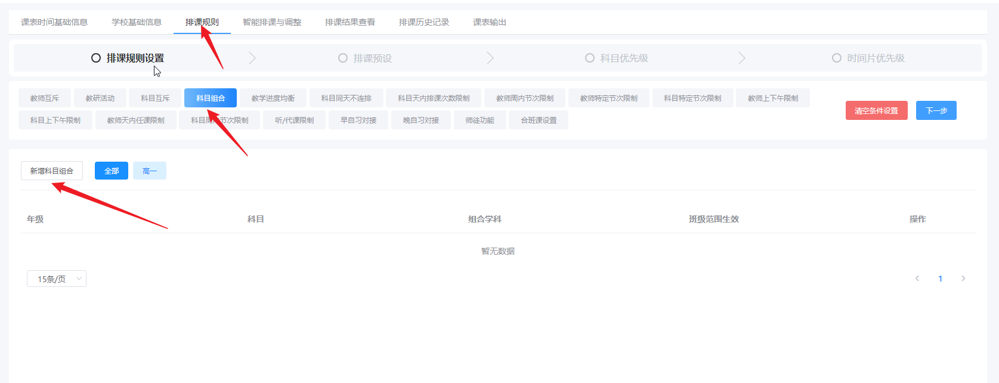 课表时间基础信息 学校基础信息 排课规则 智能排课与调整 排课结果查看 排课历史记录 课表输出
排课规则设置 排课预设 科目优先级 时间片优先级
教师互斥 教研活动 科目互斥 科目组合 教学进度均衡 科目同天不连排 科目天内排课次数限制 教师周内节次限制 教师特定节次限制 科目特定节次限制 教师上下午限制
科目上下午限制 教师天内任课限制 科目周 节次限制 听/代课限制 早自习对接 晚自习对接 师徒功能 合班课设置
清空条件设置 下一步
新增科目组合 全部 高一
年级 科目 组合学科 班级范围生效 操作
暂无数据
15条/页 1